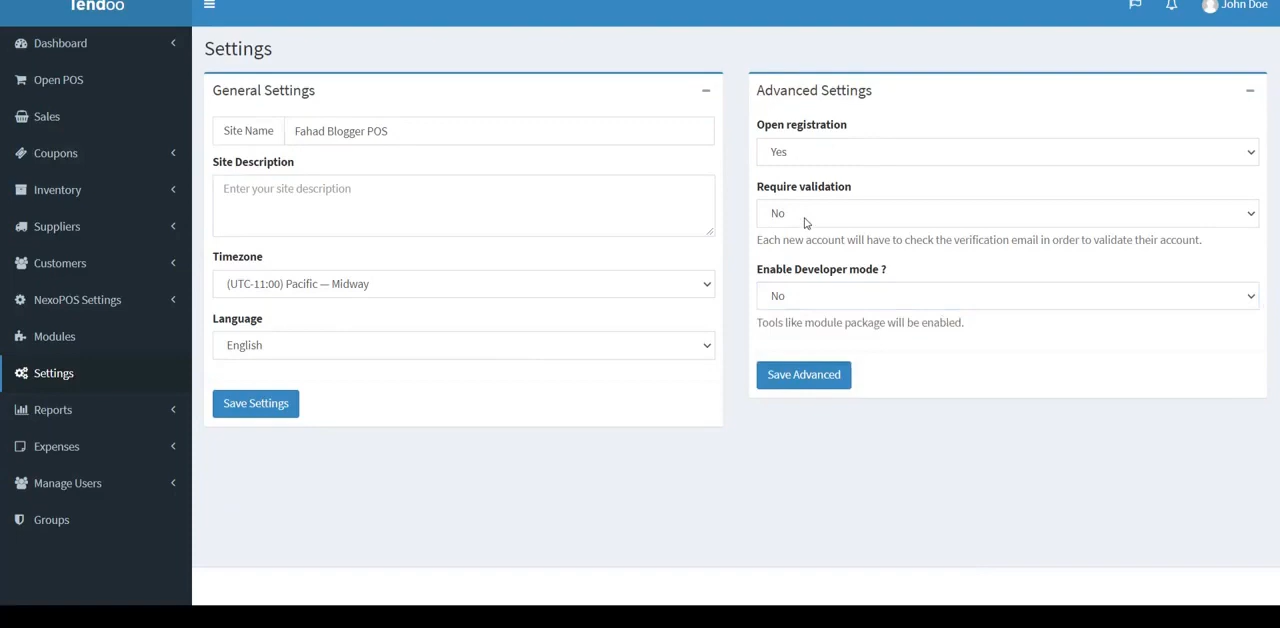 Tendoo
John Doe
Dashboard
Open POS
Sales
Coupons
Inventory
Suppliers
Customers
NexoPOS Settings
Modules
Settings
Reports
Expenses
Manage Users
Groups
Settings
General Settings
Site Name
Fahad Blogger POS
Site Description
Enter your site description
Timezone
(UTC-11:00) Pacific — Midway
Language
English
Save Settings
Advanced Settings
Open registration
Yes
Require validation
No
Each new account will have to check the verification email in order to validate their account.
Enable Developer mode ?
No
Tools like module package will be enabled.
Save Advanced